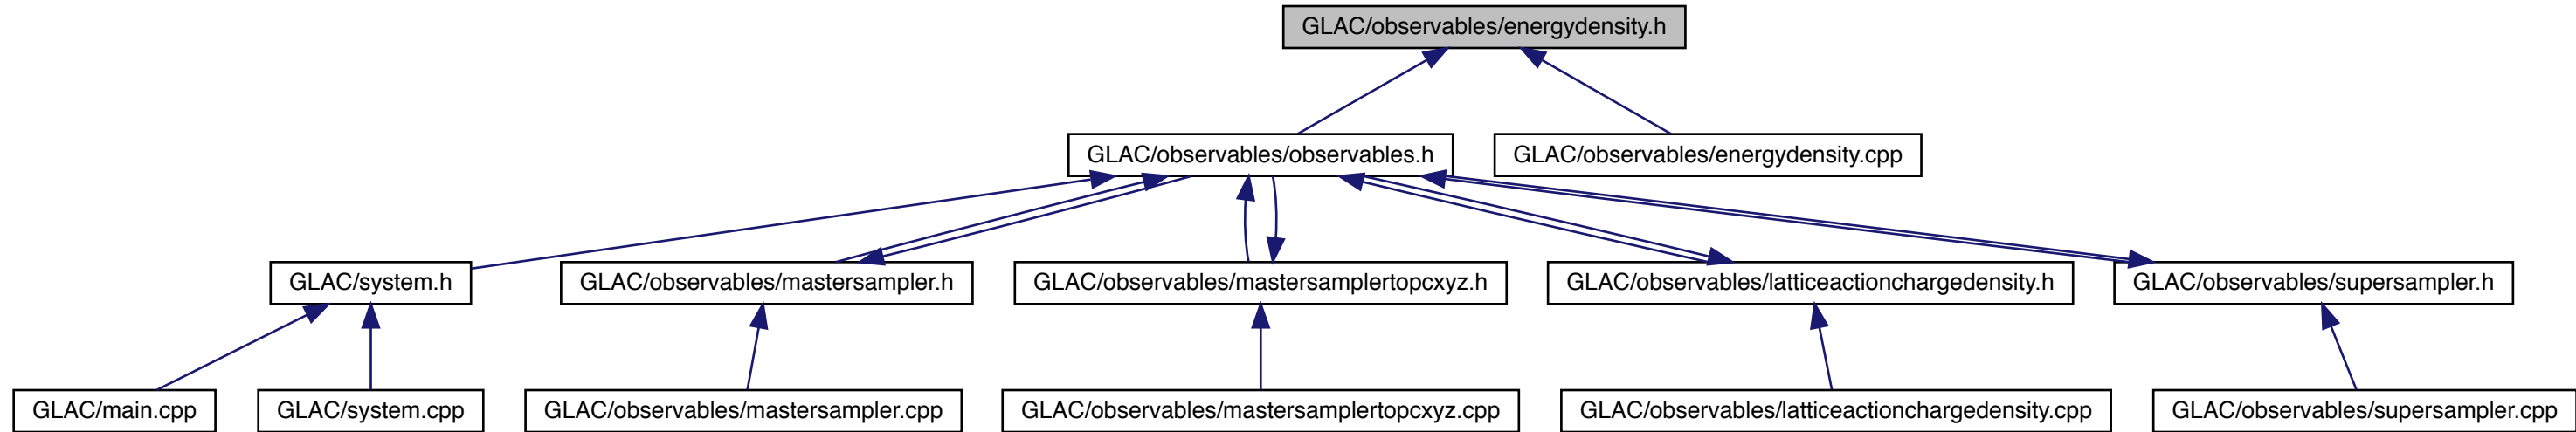 GLAC/observables/energydensity.h
GLAC/observables/observables.h
GLAC/observables/energydensity.cpp
GLAC/system.h
GLAC/observables/mastersampler.h
GLAC/observables/mastersamplertopcxyz.h
GLAC/observables/latticeactionchargedensity.h
GLAC/observables/supersampler.h
GLAC/main.cpp
GLAC/system.cpp
GLAC/observables/mastersampler.cpp
GLAC/observables/mastersamplertopcxyz.cpp
GLAC/observables/latticeactionchargedensity.cpp
GLAC/observables/supersampler.cpp